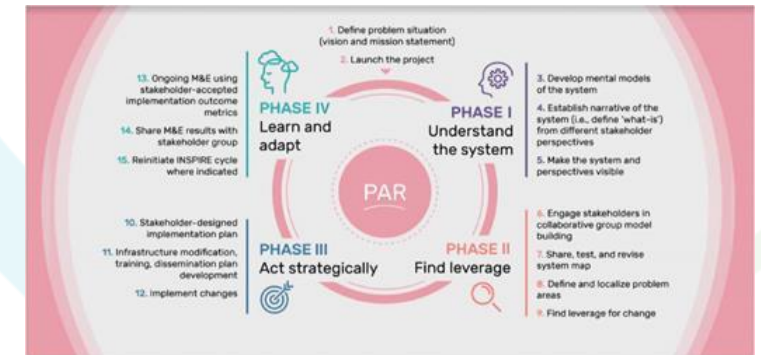 1. Define problem situation
(vision and mission statement)
2. Launch the project
PHASE I
Understand
the system
3. Develop mental models
of the system
4. Establish narrative of the
system (i.e., define 'what-is')
from different stakeholder
perspectives
5. Make the system and
perspectives visible
PHASE II
Find leverage
6. Engage stakeholders in
collaborative group model
building
7. Share, test, and revise
system map
8. Define and localize problem
areas
9. Find leverage for change
PHASE III
Act strategically
10. Stakeholder-designed
implementation plan
11. Infrastructure modification,
training, dissemination plan
development
12. Implement changes
PHASE IV
Learn and
adapt
13. Ongoing M&E using
stakeholder-accepted
implementation outcome
metrics
14. Share M&E results with
stakeholder group
15. Reinitiate INSPIRE cycle
where indicated
PAR